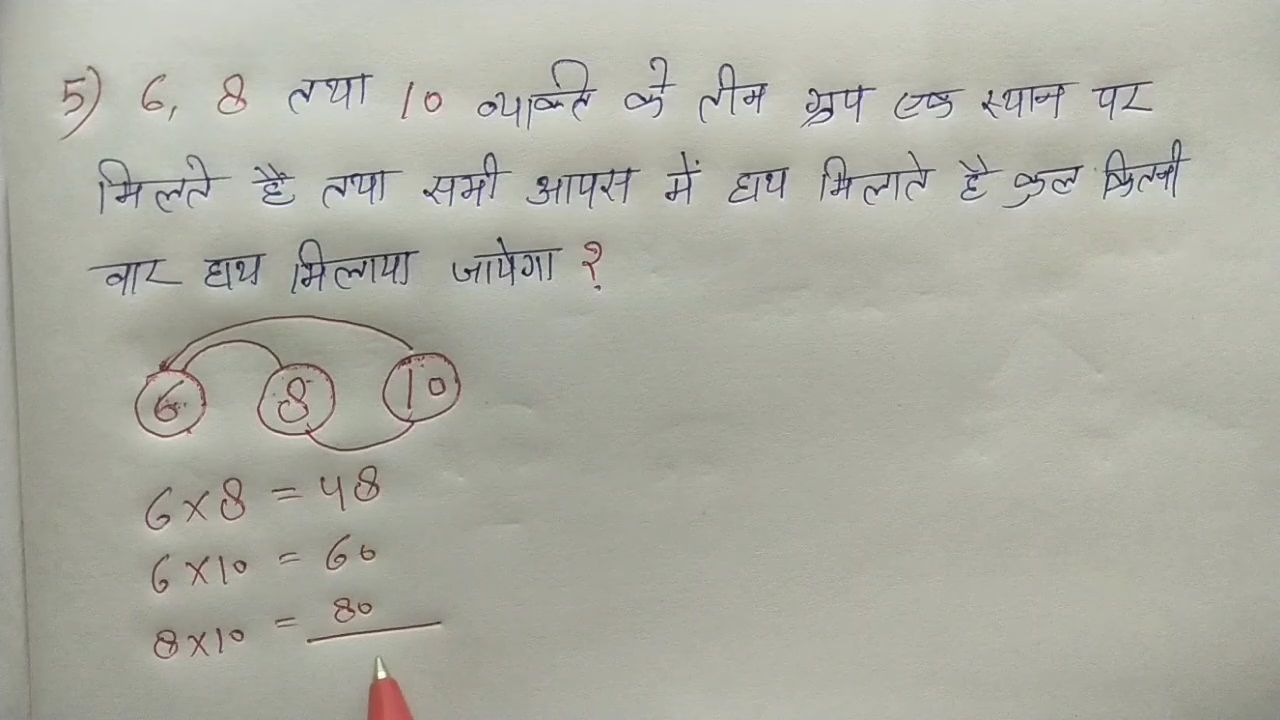 5) 6, 8 तथा 10 व्यक्ति के तीन ग्रुप एक स्थान पर
मिलते है तथा सभी आपस में हाथ मिलाते है कुल कितनी
बार हाथ मिलाया जायेगा ?
6 8 10
6×8 = 48
6×10 = 60
8×10 = 80